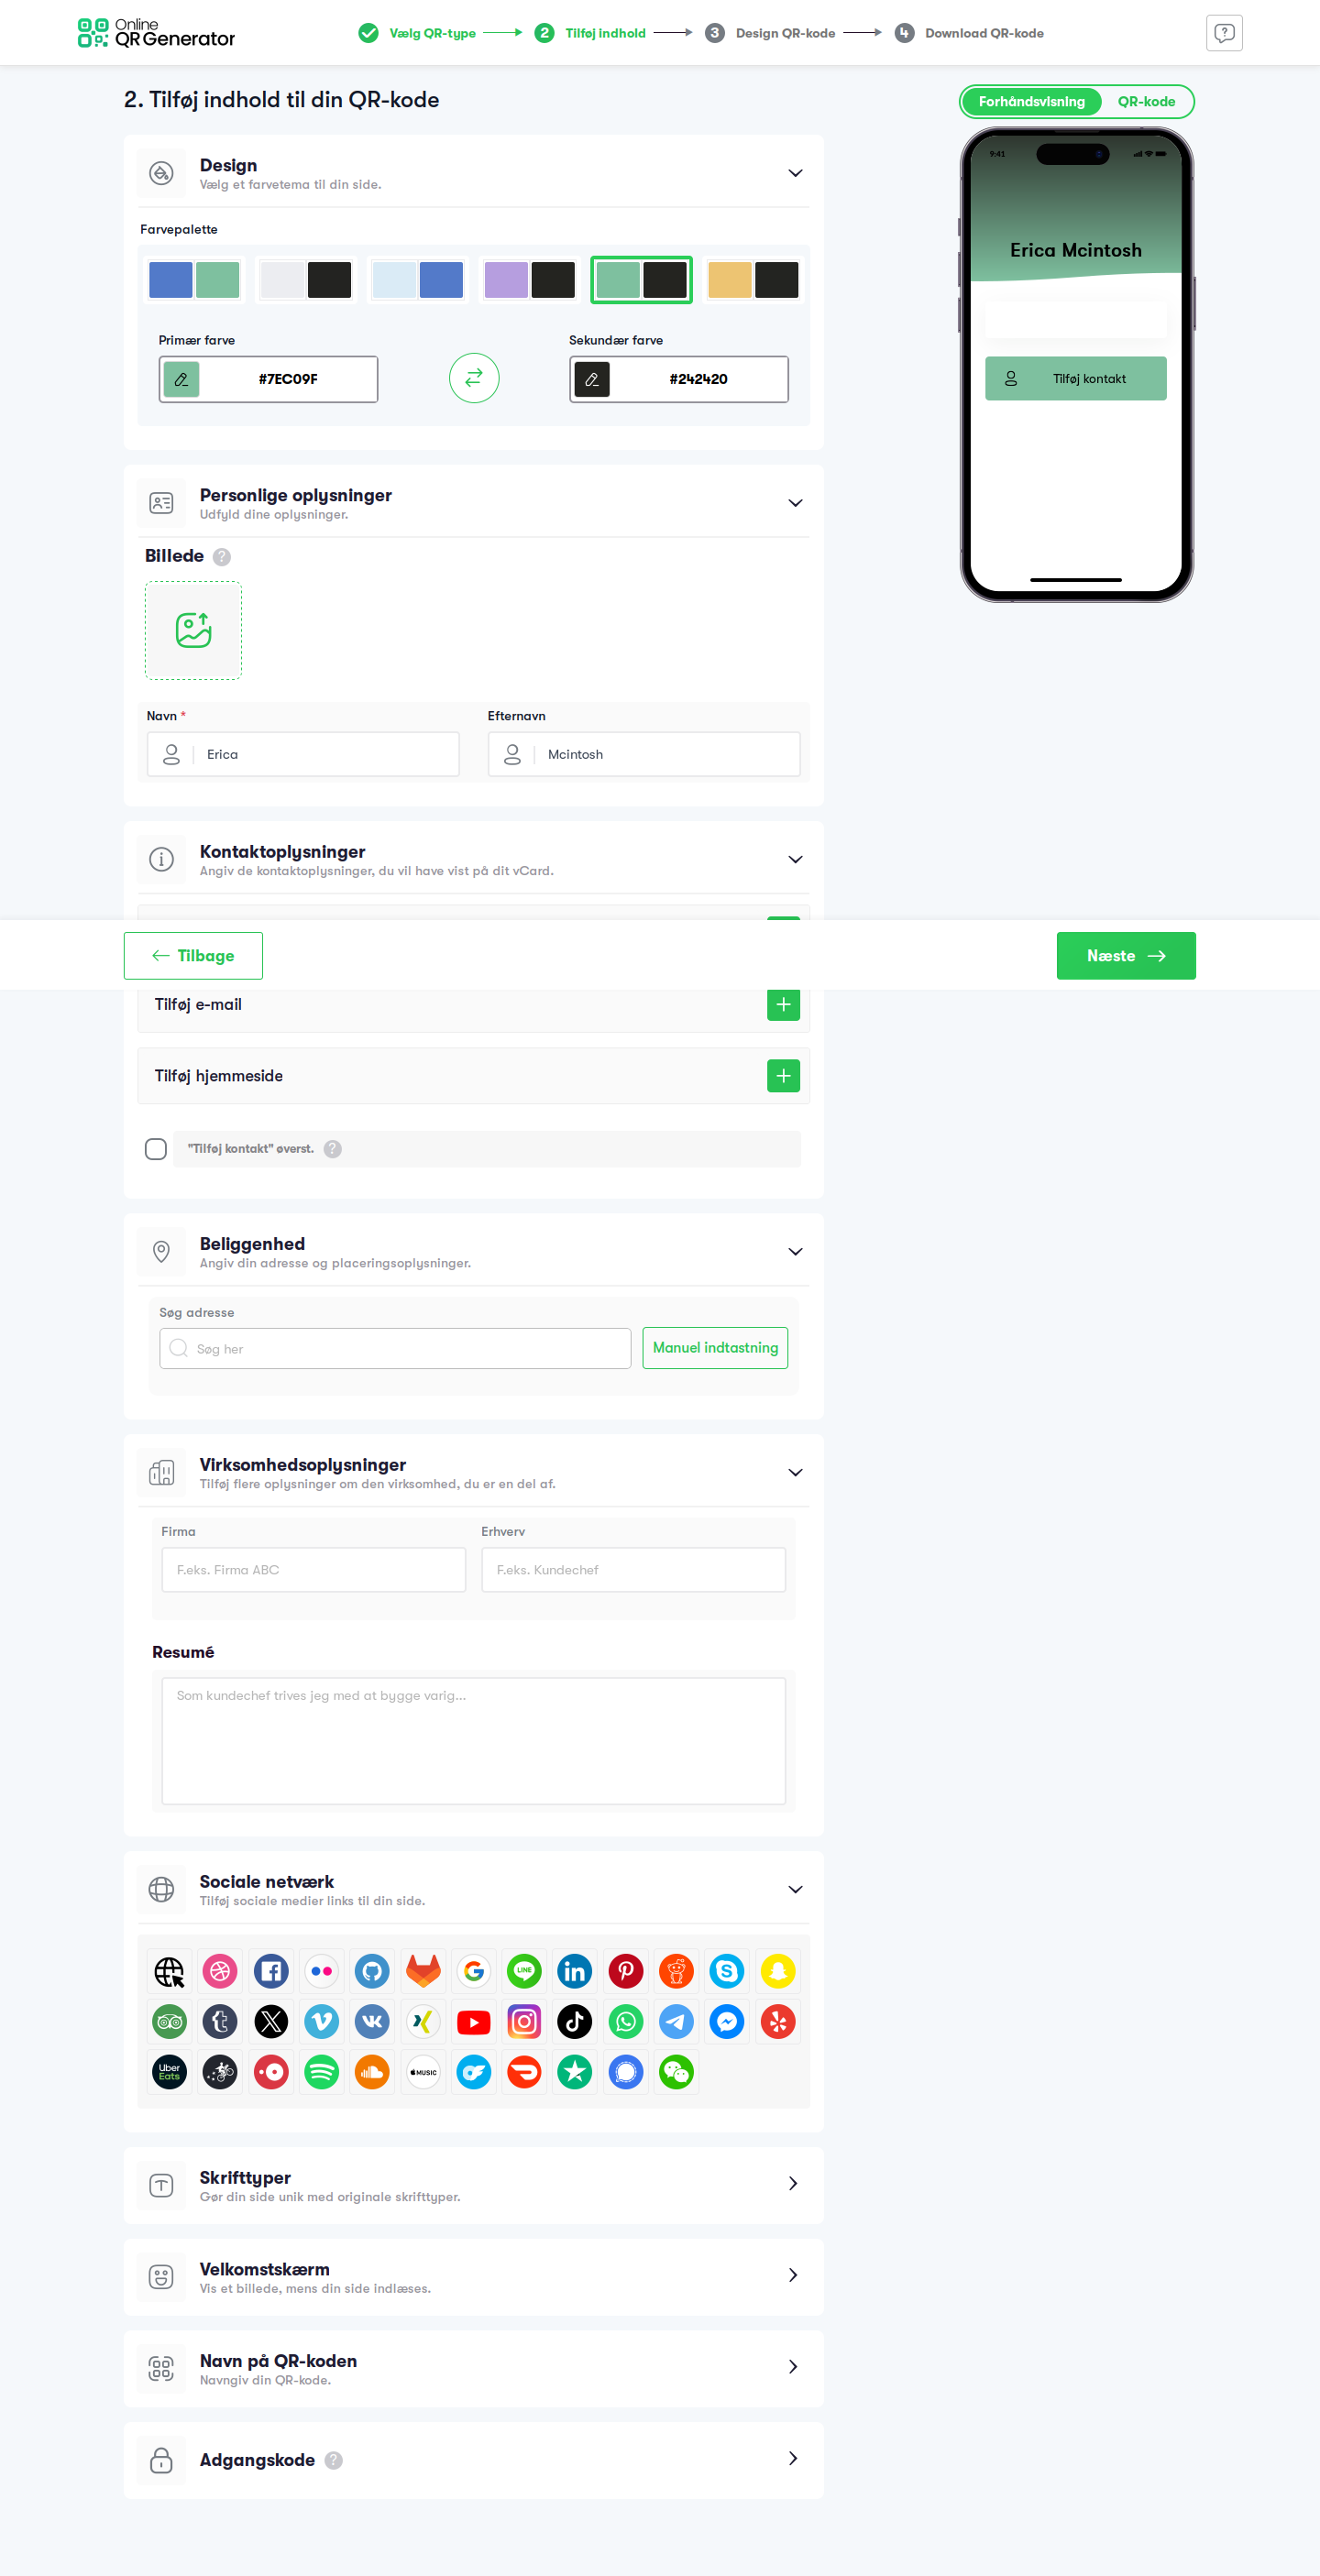 Online
QR Generator
Vælg QR-type
2 Tilføj indhold
3 Design QR-kode
4 Download QR-kode
2. Tilføj indhold til din QR-kode
Forhåndsvisning
QR-kode
Design
Vælg et farvetema til din side.
Farvepalette
Primær farve
#7EC09F
Sekundær farve
#242420
9:41
Erica Mcintosh
Tilføj kontakt
Personlige oplysninger
Udfyld dine oplysninger.
Billede ?
Navn *
Efternavn
Erica
Mcintosh
Kontaktoplysninger
Angiv de kontaktoplysninger, du vil have vist på dit vCard.
Tilbage
Næste
Tilføj e-mail
Tilføj hjemmeside
"Tilføj kontakt" øverst. ?
Beliggenhed
Angiv din adresse og placeringsoplysninger.
Søg adresse
Søg her
Manuel indtastning
Virksomhedsoplysninger
Tilføj flere oplysninger om den virksomhed, du er en del af.
Firma
Erhverv
F.eks. Firma ABC
F.eks. Kundechef
Resumé
Som kundechef trives jeg med at bygge varig...
Sociale netværk
Tilføj sociale medier links til din side.
LINE
Uber
Eats
MUSIC
Skrifttyper
Gør din side unik med originale skrifttyper.
Velkomstskærm
Vis et billede, mens din side indlæses.
Navn på QR-koden
Navngiv din QR-kode.
Adgangskode ?